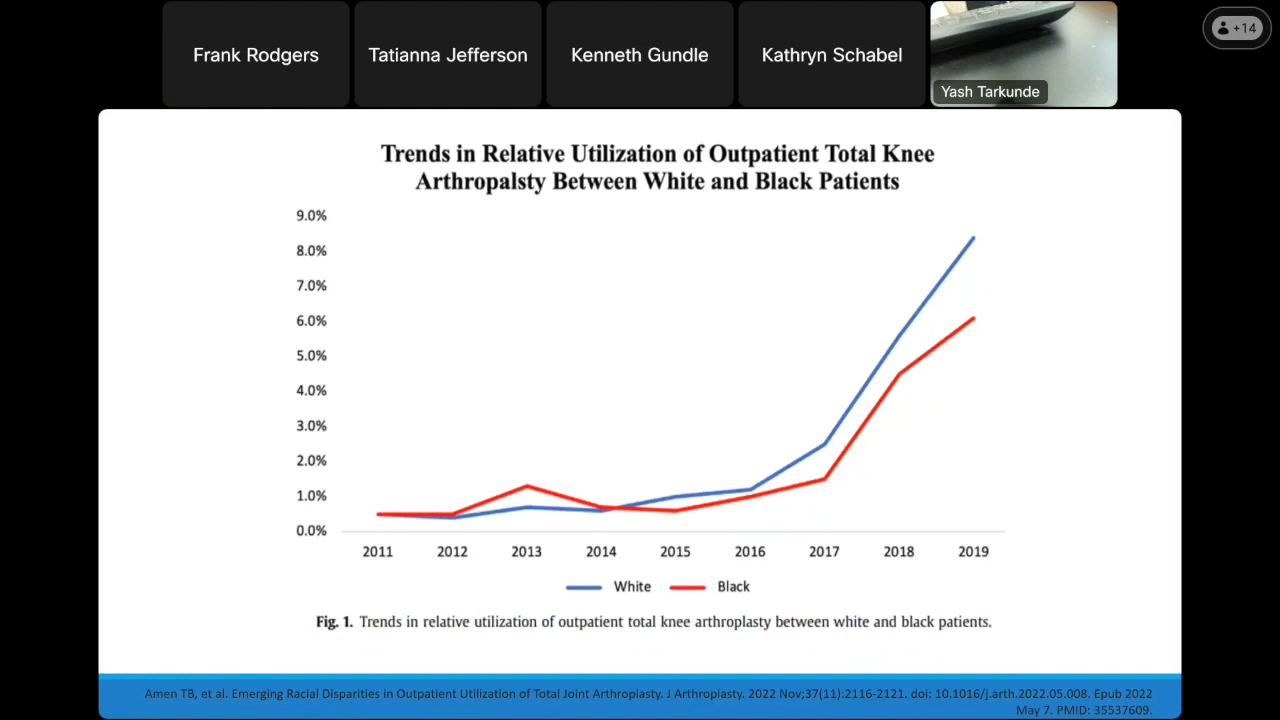 Frank Rodgers
Tatianna Jefferson
Kenneth Gundle
Kathryn Schabel
Yash Tarkunde
+14
Trends in Relative Utilization of Outpatient Total Knee
Arthropalsty Between White and Black Patients
9.0%
8.0%
7.0%
6.0%
5.0%
4.0%
3.0%
2.0%
1.0%
0.0%
2011 2012 2013 2014 2015 2016 2017 2018 2019
White Black
Fig. 1. Trends in relative utilization of outpatient total knee arthroplasty between white and black patients.
Amen TB, et al. Emerging Racial Disparities in Outpatient Utilization of Total Joint Arthroplasty. J Arthroplasty. 2022 Nov;37(11):2116-2121. doi: 10.1016/j.arth.2022.05.008. Epub 2022
May 7. PMID: 35537609.